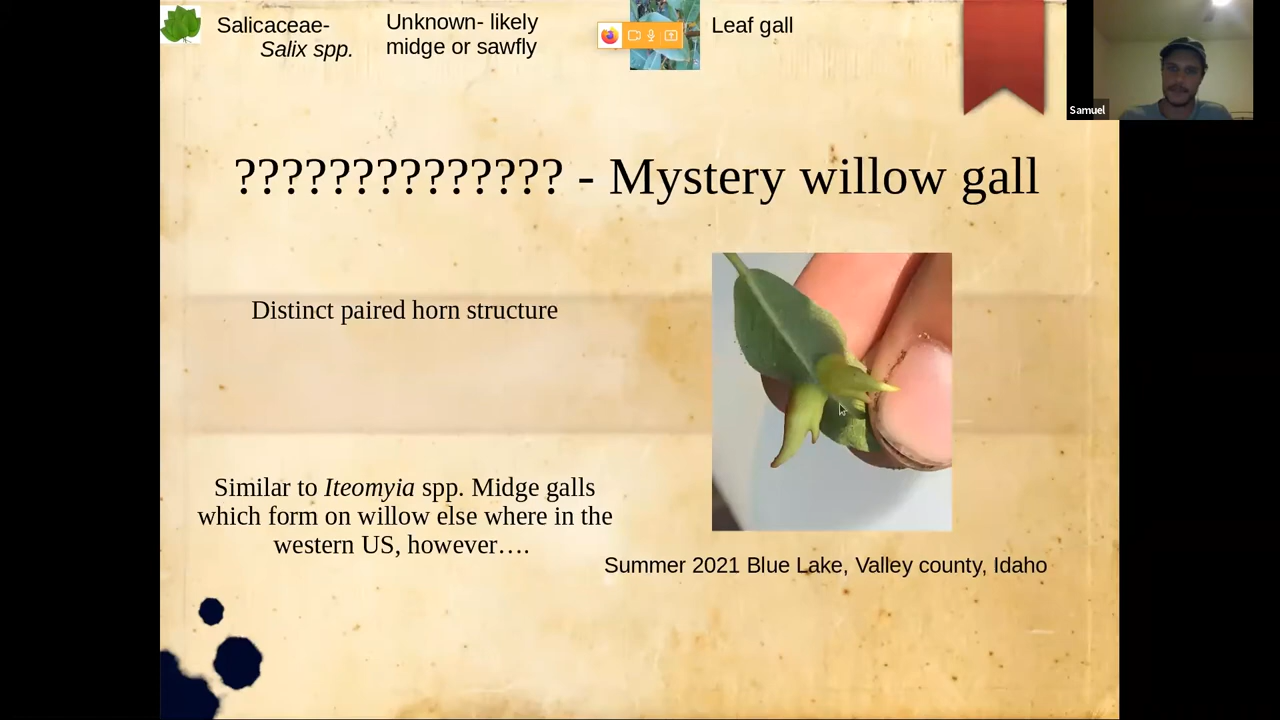 Salicaceae-
Salix spp.
Unknown- likely
midge or sawfly
Leaf gall
Samuel
?????????????? - Mystery willow gall
Distinct paired horn structure
Similar to Iteomyia spp. Midge galls
which form on willow else where in the
western US, however….
Summer 2021 Blue Lake, Valley county, Idaho